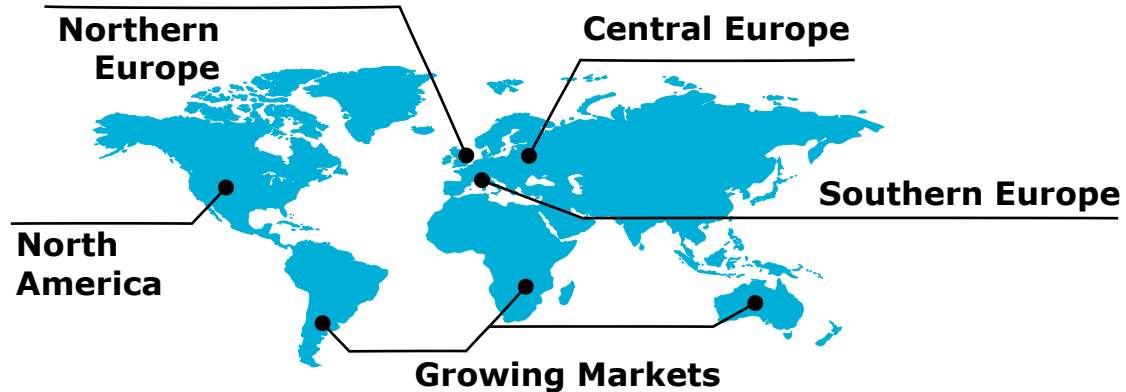 Northern
Europe
Central Europe
Southern Europe
North
America
Growing Markets